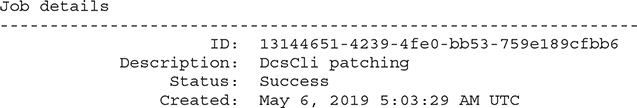 Job details
----------------------------------------------------------------
ID: 13144651-4239-4fe0-bb53-759e189cfbb6
Description: DcsCli patching
Status: Success
Created: May 6, 2019 5:03:29 AM UTC